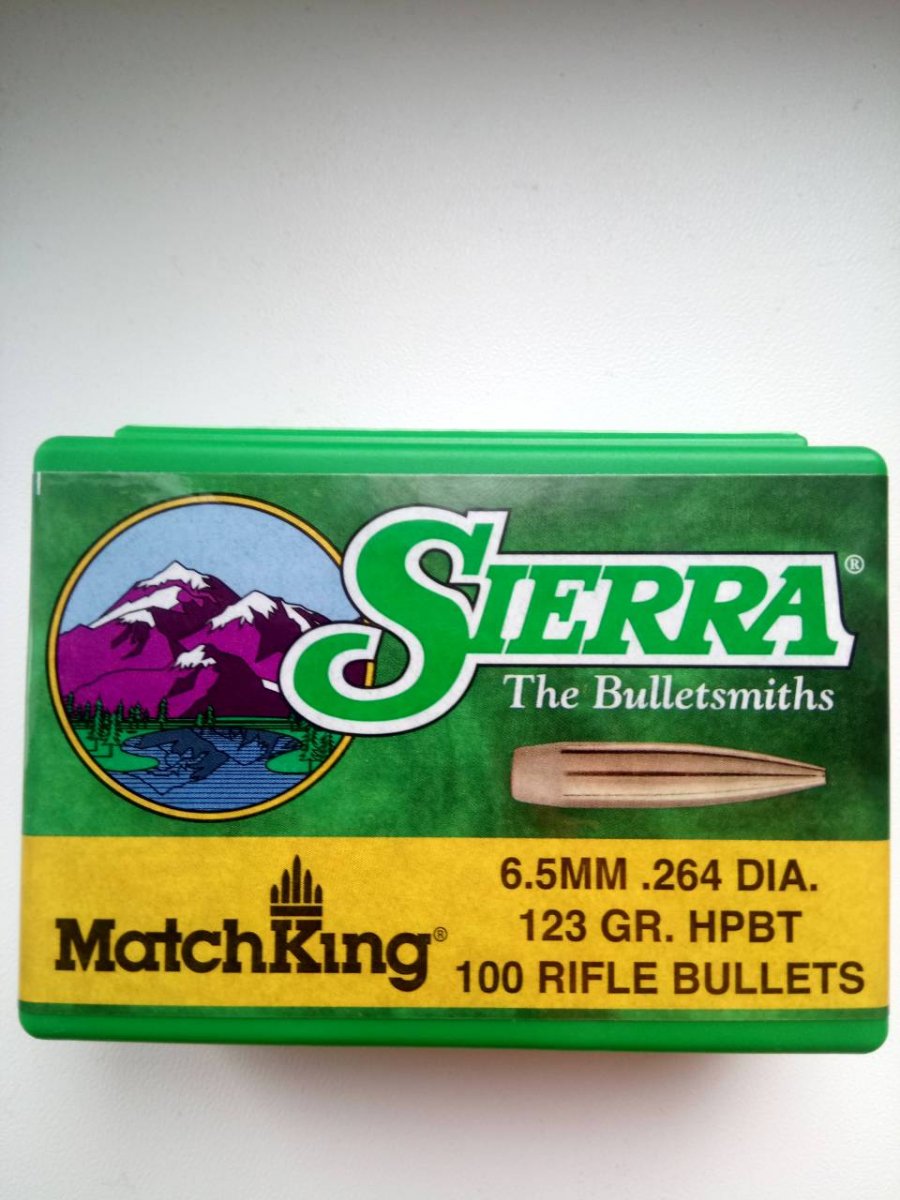 SIERRA®
The Bulletsmiths
MatchKing®
6.5MM .264 DIA.
123 GR. HPBT
100 RIFLE BULLETS